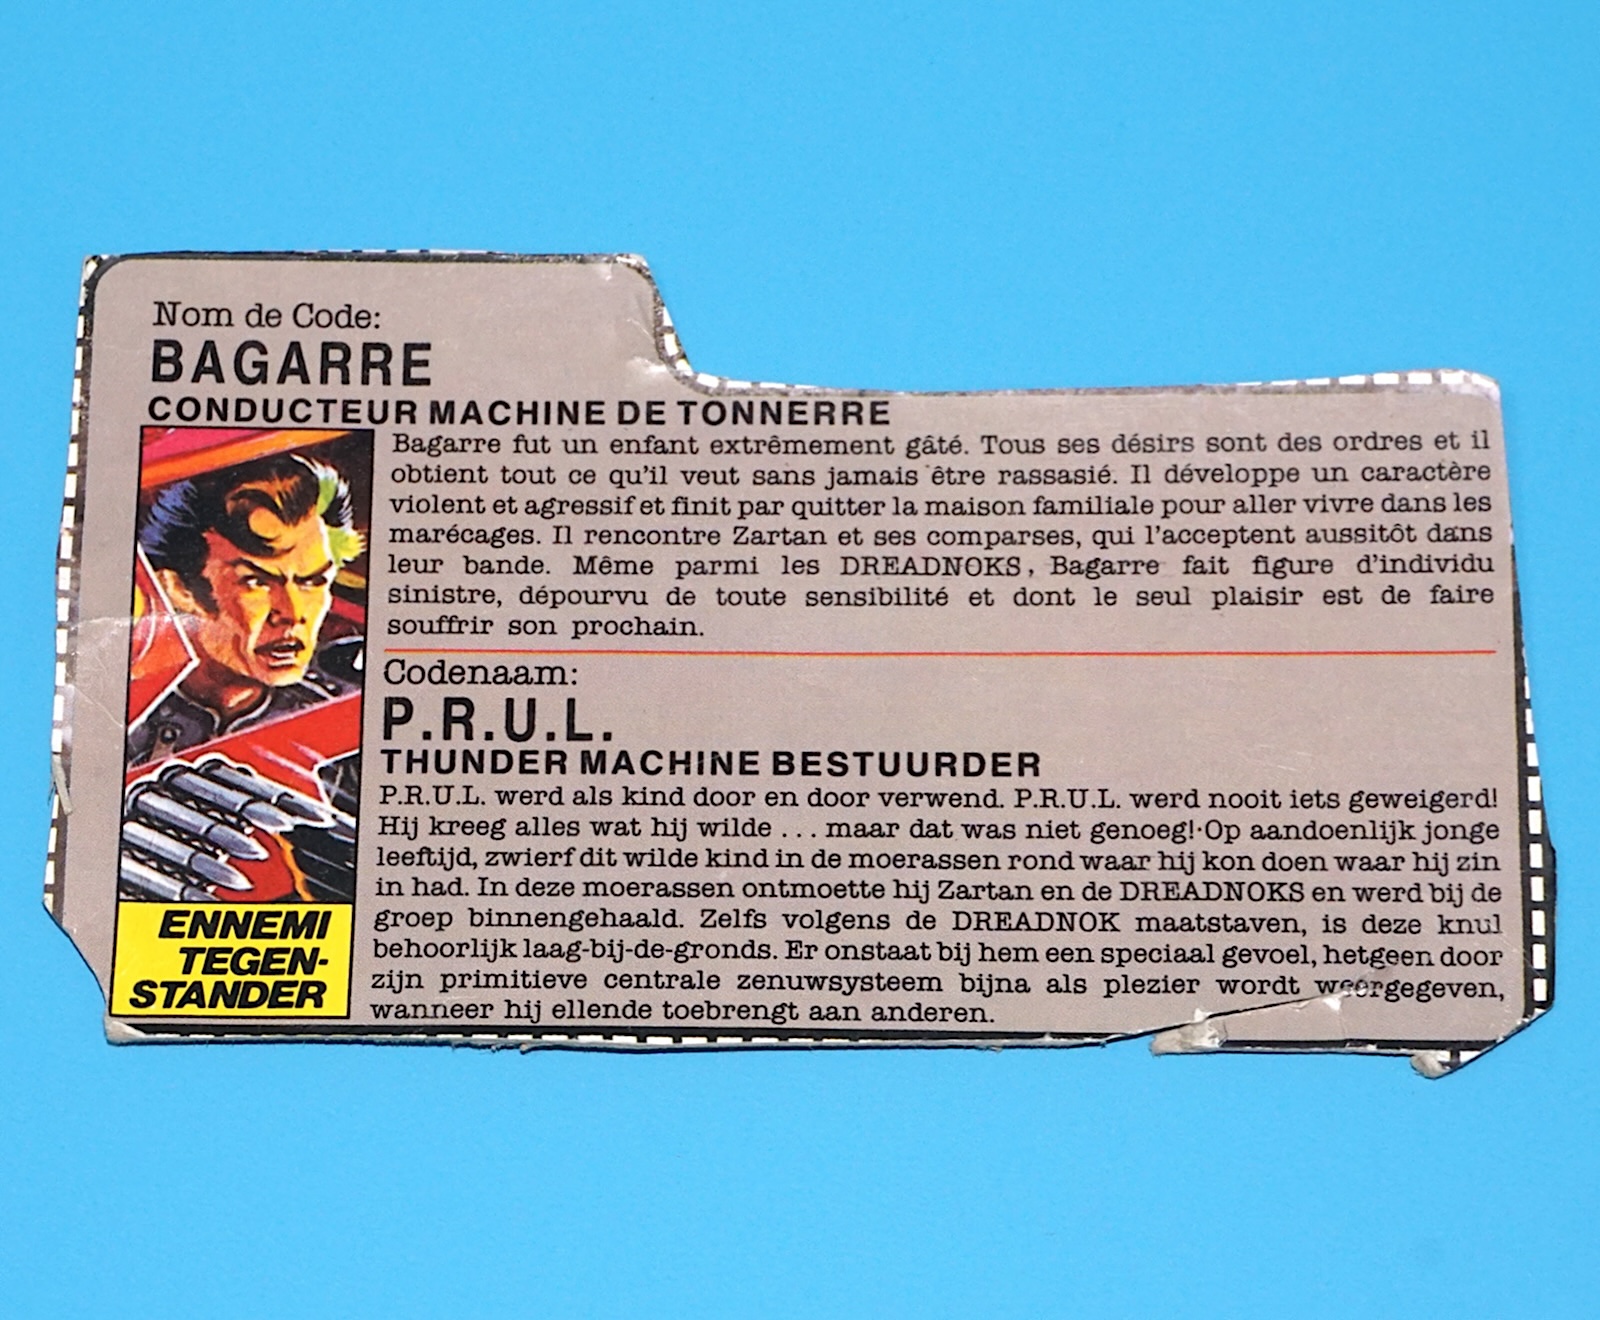 Nom de Code:
BAGARRE
CONDUCTEUR MACHINE DE TONNERRE
Bagarre fut un enfant extrêmement gâté. Tous ses désirs sont des ordres et il
obtient tout ce qu'il veut sans jamais être rassasié. Il développe un caractère
violent et agressif et finit par quitter la maison familiale pour aller vivre dans les
marécages. Il rencontre Zartan et ses comparses, qui l'acceptent aussitôt dans
leur bande. Même parmi les DREADNOKS, Bagarre fait figure d'individu
sinistre, dépourvu de toute sensibilité et dont le seul plaisir est de faire
souffrir son prochain.
Codenaam:
P.R.U.L.
THUNDER MACHINE BESTUURDER
P.R.U.L. werd als kind door en door verwend. P.R.U.L. werd nooit iets geweigerd!
Hij kreeg alles wat hij wilde ... maar dat was niet genoeg! Op aandoenlijk jonge
leeftijd, zwierf dit wilde kind in de moerassen rond waar hij kon doen waar hij zin
in had. In deze moerassen ontmoette hij Zartan en de DREADNOKS en werd bij de
groep binnengehaald. Zelfs volgens de DREADNOK maatstaven, is deze knul
behoorlijk laag-bij-de-gronds. Er onstaat bij hem een speciaal gevoel, hetgeen door
zijn primitieve centrale zenuwsysteem bijna als plezier wordt weergegeven,
wanneer hij ellende toebrengt aan anderen.
ENNEMI
TEGEN-
STANDER